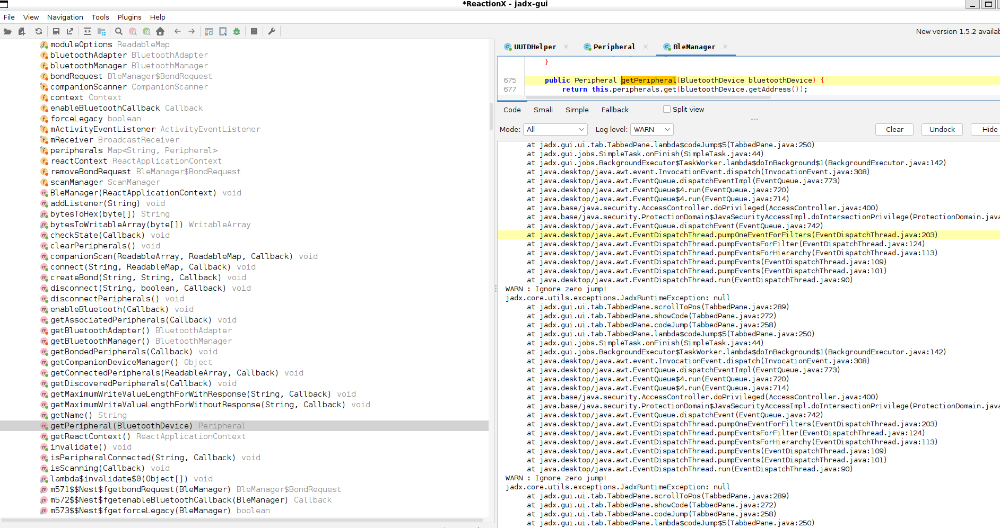 *ReactionX - jadx-gui
File View Navigation Tools Plugins Help
New version 1.5.2 availab
moduleOptions ReadableMap
bluetoothAdapter BluetoothAdapter
bluetoothManager BluetoothManager
bondRequest BleManager$BondRequest
companionScanner CompanionScanner
context Context
enableBluetoothCallback Callback
forceLegacy boolean
mActivityEventListener ActivityEventListener
mReceiver BroadcastReceiver
peripherals Map<String, Peripheral>
reactContext ReactApplicationContext
removeBondRequest BleManager$BondRequest
scanManager ScanManager
BleManager(ReactApplicationContext) void
addListener(String) void
bytesToHex(byte[]) String
bytesToWritableArray(byte[]) WritableArray
checkState(Callback) void
clearPeripherals() void
companionScan(ReadableArray, ReadableMap, Callback) void
connect(String, ReadableMap, Callback) void
createBond(String, String, Callback) void
disconnect(String, boolean, Callback) void
disconnectPeripherals() void
enableBluetooth(Callback) void
getAssociatedPeripherals(Callback) void
getBluetoothAdapter() BluetoothAdapter
getBluetoothManager() BluetoothManager
getBondedPeripherals(Callback) void
getCompanionDeviceManager() Object
getConnectedPeripherals(ReadableArray, Callback) void
getDiscoveredPeripherals(Callback) void
getMaximumWriteValueLengthForWithResponse(String, Callback) void
getMaximumWriteValueLengthForWithoutResponse(String, Callback) void
getName() String
getPeripheral(BluetoothDevice) Peripheral
getReactContext() ReactApplicationContext
invalidate() void
isPeripheralConnected(String, Callback) void
isScanning(Callback) void
lambda$invalidate$0(Object[]) void
m571$$Nest$fgetbondRequest(BleManager) BleManager$BondRequest
m572$$Nest$fgetenableBluetoothCallback(BleManager) Callback
m573$$Nest$fgetforceLegacy(BleManager) boolean
UUIDHelper Peripheral BleManager
}
675 public Peripheral getPeripheral(BluetoothDevice bluetoothDevice) {
677 return this.peripherals.get(bluetoothDevice.getAddress());
Code Smali Simple Fallback Split view
Mode: All Log level: WARN Clear Undock Hide
at jadx.gui.ui.tab.TabbedPane.lambda$codeJump$5(TabbedPane.java:250)
at jadx.gui.jobs.SimpleTask.onFinish(SimpleTask.java:44)
at jadx.gui.jobs.BackgroundExecutor$TaskWorker.lambda$doInBackground$1(BackgroundExecutor.java:142)
at java.desktop/java.awt.event.InvocationEvent.dispatch(InvocationEvent.java:308)
at java.desktop/java.awt.EventQueue.dispatchEventImpl(EventQueue.java:773)
at java.desktop/java.awt.EventQueue$4.run(EventQueue.java:720)
at java.desktop/java.awt.EventQueue$4.run(EventQueue.java:714)
at java.base/java.security.AccessController.doPrivileged(AccessController.java:400)
at java.base/java.security.ProtectionDomain$JavaSecurityAccessImpl.doIntersectionPrivilege(ProtectionDomain.java
at java.desktop/java.awt.EventQueue.dispatchEvent(EventQueue.java:742)
at java.desktop/java.awt.EventDispatchThread.pumpOneEventForFilters(EventDispatchThread.java:203)
at java.desktop/java.awt.EventDispatchThread.pumpEventsForFilter(EventDispatchThread.java:124)
at java.desktop/java.awt.EventDispatchThread.pumpEventsForHierarchy(EventDispatchThread.java:113)
at java.desktop/java.awt.EventDispatchThread.pumpEvents(EventDispatchThread.java:109)
at java.desktop/java.awt.EventDispatchThread.pumpEvents(EventDispatchThread.java:101)
at java.desktop/java.awt.EventDispatchThread.run(EventDispatchThread.java:90)
WARN : Ignore zero jump!
jadx.core.utils.exceptions.JadxRuntimeException: null
at jadx.gui.ui.tab.TabbedPane.scrollToPos(TabbedPane.java:289)
at jadx.gui.ui.tab.TabbedPane.showCode(TabbedPane.java:272)
at jadx.gui.ui.tab.TabbedPane.codeJump(TabbedPane.java:258)
at jadx.gui.ui.tab.TabbedPane.lambda$codeJump$5(TabbedPane.java:250)
at jadx.gui.jobs.SimpleTask.onFinish(SimpleTask.java:44)
at jadx.gui.jobs.BackgroundExecutor$TaskWorker.lambda$doInBackground$1(BackgroundExecutor.java:142)
at java.desktop/java.awt.event.InvocationEvent.dispatch(InvocationEvent.java:308)
at java.desktop/java.awt.EventQueue.dispatchEventImpl(EventQueue.java:773)
at java.desktop/java.awt.EventQueue$4.run(EventQueue.java:720)
at java.desktop/java.awt.EventQueue$4.run(EventQueue.java:714)
at java.base/java.security.AccessController.doPrivileged(AccessController.java:400)
at java.base/java.security.ProtectionDomain$JavaSecurityAccessImpl.doIntersectionPrivilege(ProtectionDomain.java
at java.desktop/java.awt.EventQueue.dispatchEvent(EventQueue.java:742)
at java.desktop/java.awt.EventDispatchThread.pumpOneEventForFilters(EventDispatchThread.java:203)
at java.desktop/java.awt.EventDispatchThread.pumpEventsForFilter(EventDispatchThread.java:124)
at java.desktop/java.awt.EventDispatchThread.pumpEventsForHierarchy(EventDispatchThread.java:113)
at java.desktop/java.awt.EventDispatchThread.pumpEvents(EventDispatchThread.java:109)
at java.desktop/java.awt.EventDispatchThread.pumpEvents(EventDispatchThread.java:101)
at java.desktop/java.awt.EventDispatchThread.run(EventDispatchThread.java:90)
WARN : Ignore zero jump!
jadx.core.utils.exceptions.JadxRuntimeException: null
at jadx.gui.ui.tab.TabbedPane.scrollToPos(TabbedPane.java:289)
at jadx.gui.ui.tab.TabbedPane.showCode(TabbedPane.java:272)
at jadx.gui.ui.tab.TabbedPane.codeJump(TabbedPane.java:258)
at jadx.gui.ui.tab.TabbedPane.lambda$codeJump$5(TabbedPane.java:250)